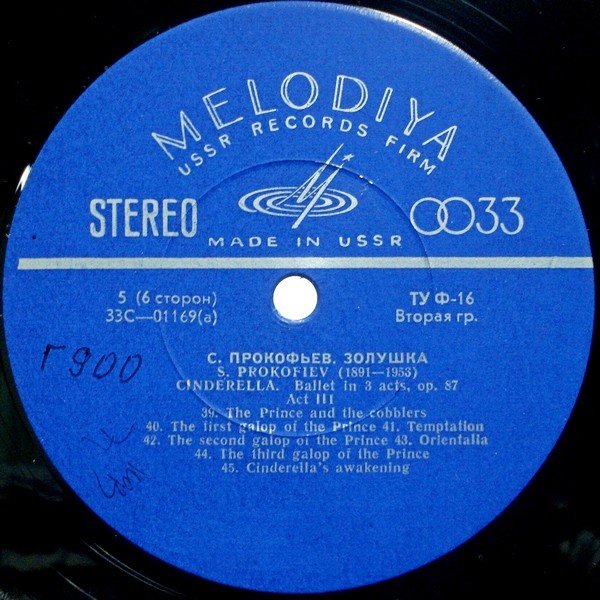 MELODIYA
USSR RECORDS FIRM
STEREO
33
MADE IN USSR
5 (6 сторон)
ТУ Ф-16
33С—01169(а)
Вторая гр.
г 900
С. ПРОКОФЬЕВ. ЗОЛУШКА
S. PROKOFIEV (1891—1953)
CINDERELLA. Ballet in 3 acts, op. 87
Act III
39. The Prince and the cobblers
40. The first galop of the Prince 41. Temptation
42. The second galop of the Prince 43. Orienfalia
44. The third galop of the Prince
45. Cinderella's awakening